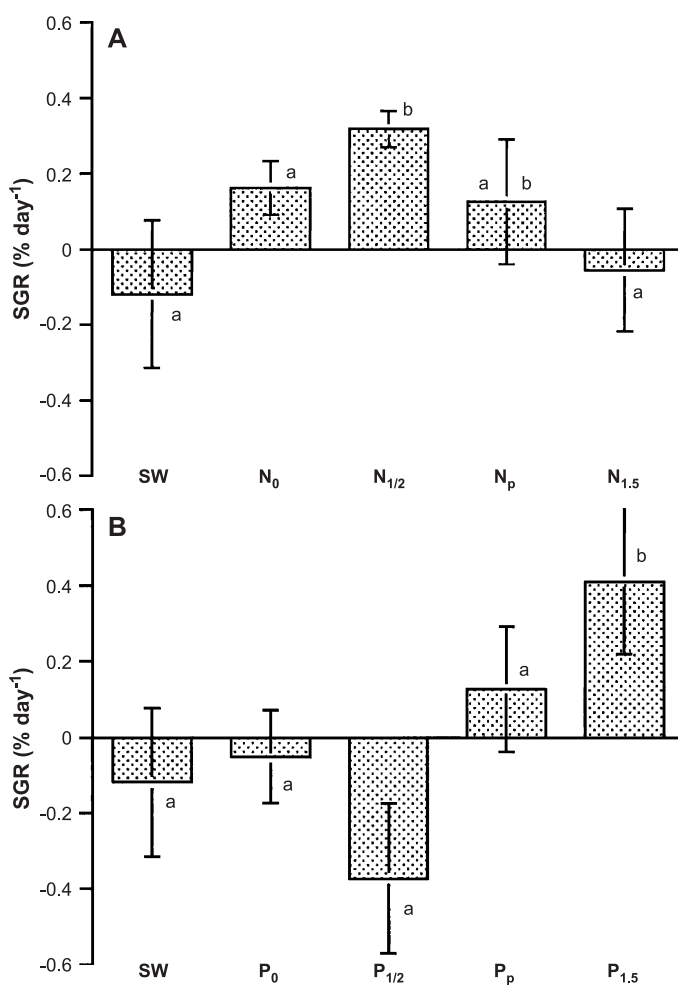 A
SGR (% day-1)
0.6
0.4
0.2
0
-0.2
-0.4
-0.6
a
a
b
a b
a
SW N0 N1/2 Np N1.5
B
SGR (% day-1)
0.6
0.4
0.2
0
-0.2
-0.4
-0.6
a
a
a
a
b
SW P0 P1/2 Pp P1.5